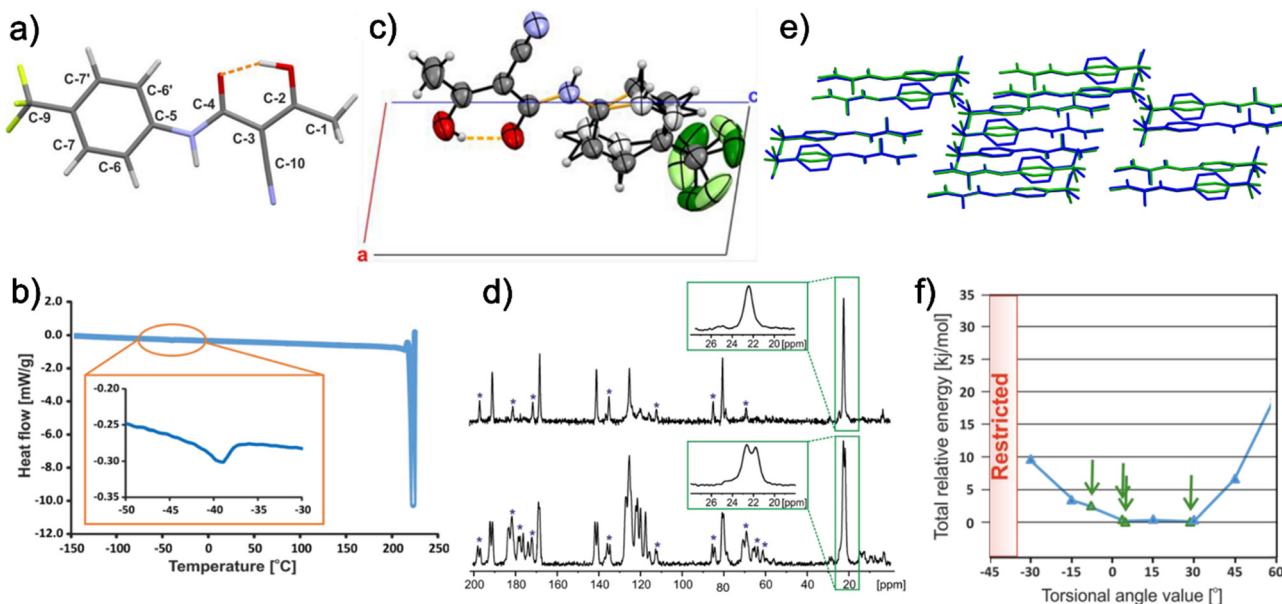 a)
C-7'
C-6'
C-9
C-4
C-2
C-7
C-5
C-3
C-1
C-6
C-10
c)
c
a
e)
b)
2.0
0.0
-2.0
-4.0
-6.0
-8.0
-10.0
-12.0
Heat flow [mW/g]
-0.20
-0.25
-0.30
-0.35
-50 -45 -40 -35 -30
-150 -100 -50 0 50 100 150 200 250
Temperature [°C]
d)
26 24 22 20 [ppm]
* * * * * * *
26 24 22 20 [ppm]
* * * * * * * * *
200 180 160 140 120 100 80 60 40 20 [ppm]
f)
35
30
25
20
15
10
5
0
Total relative energy [kj/mol]
Restricted
-45 -30 -15 0 15 30 45 60
Torsional angle value [°]